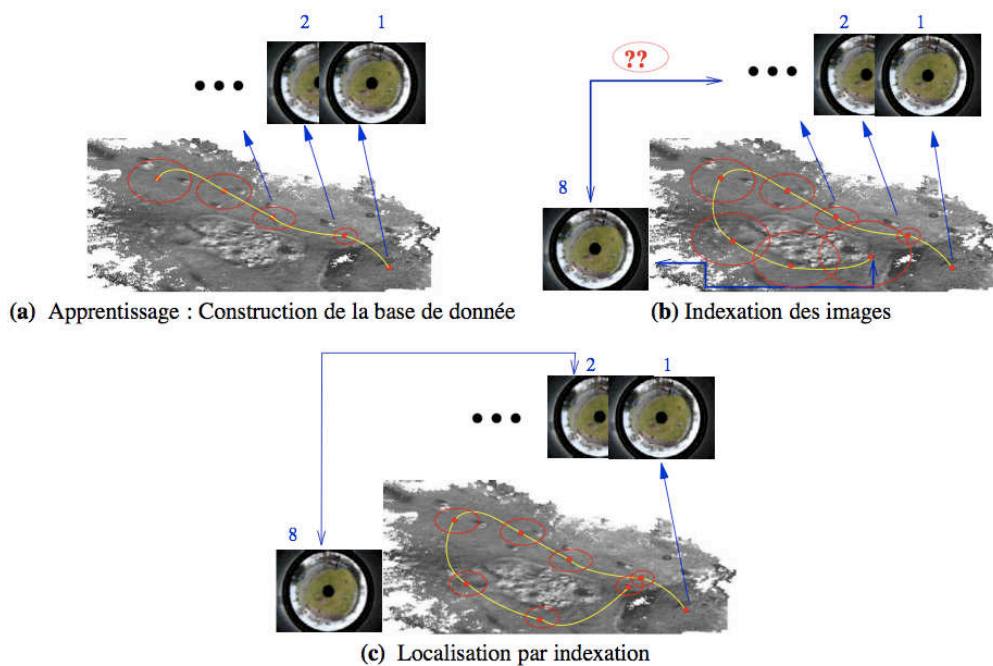 2 1
(a) Apprentissage : Construction de la base de donnée
??
2 1
8
(b) Indexation des images
2 1
8
(c) Localisation par indexation